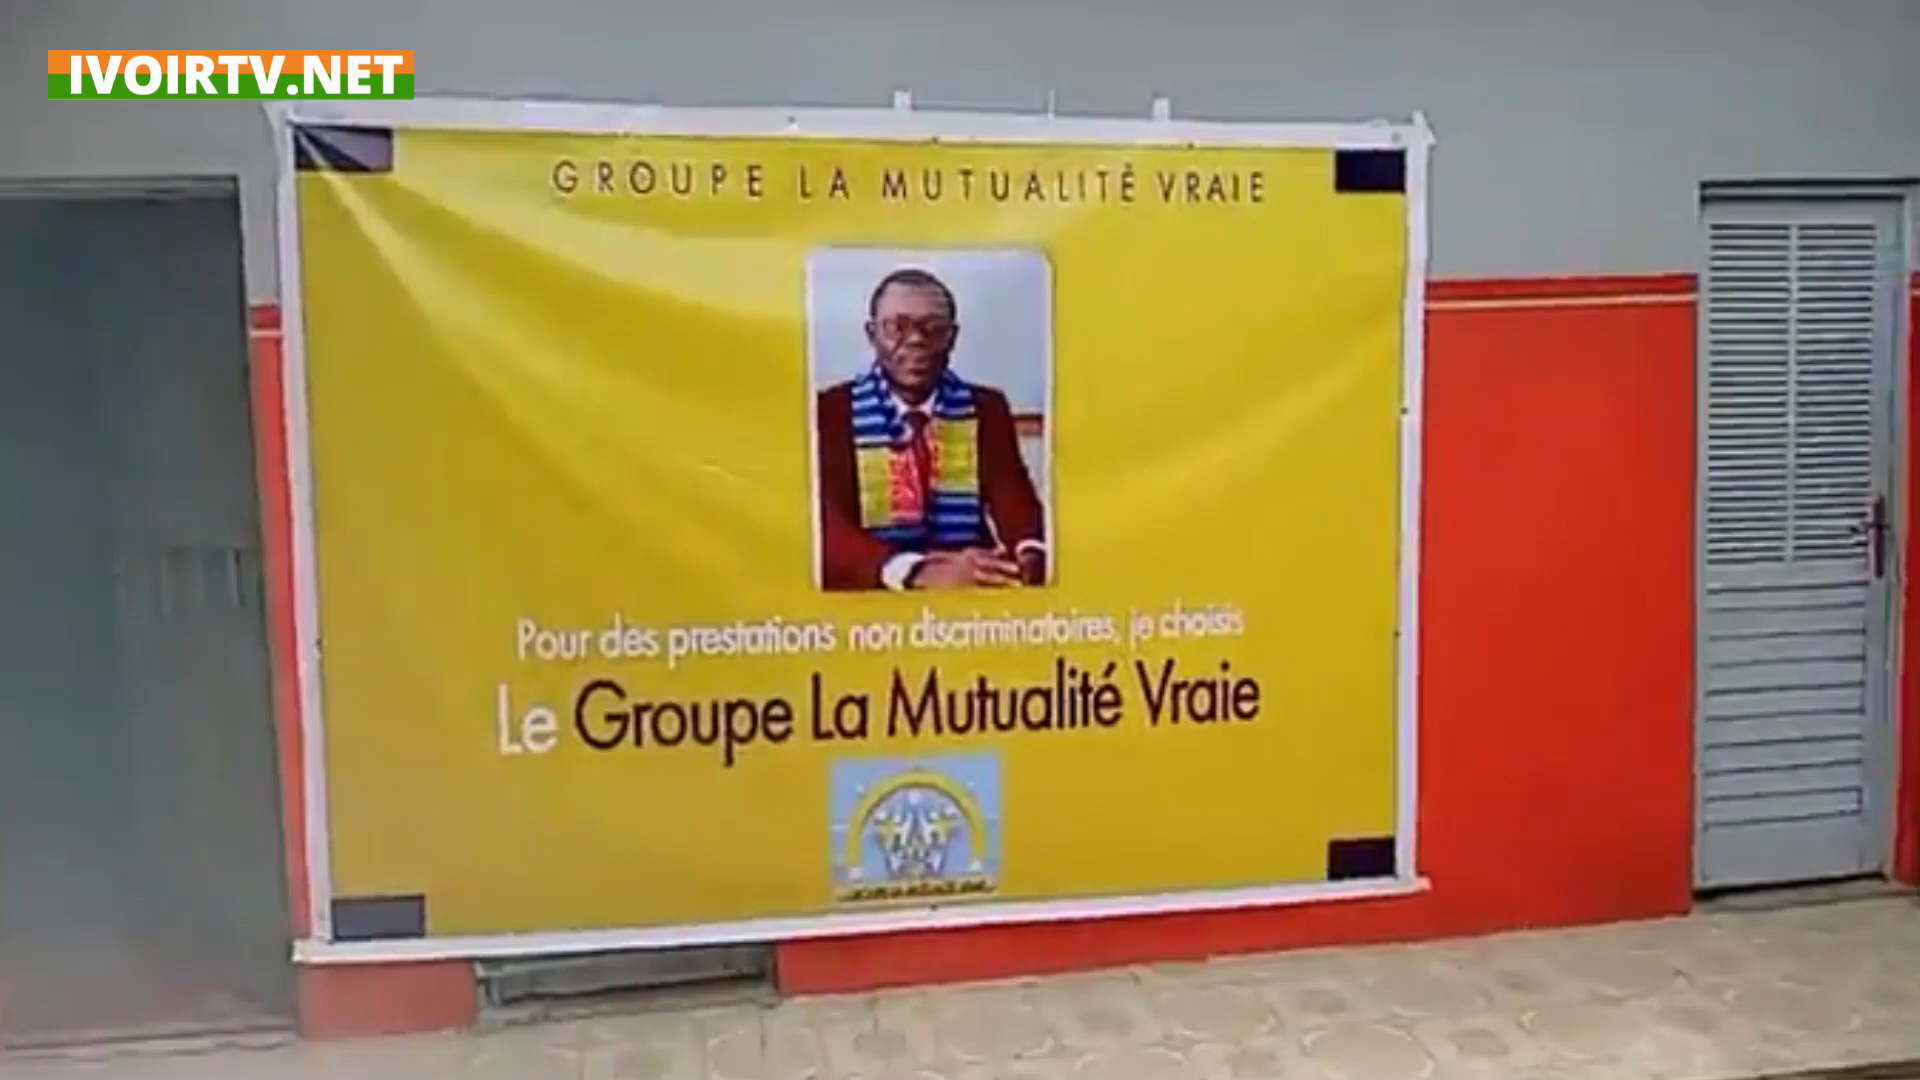 IVOIRTV.NET
GROUPE LA MUTUALITÉ VRAIE
Pour des prestations non discriminatoires, je choisis
Le Groupe La Mutualité Vraie